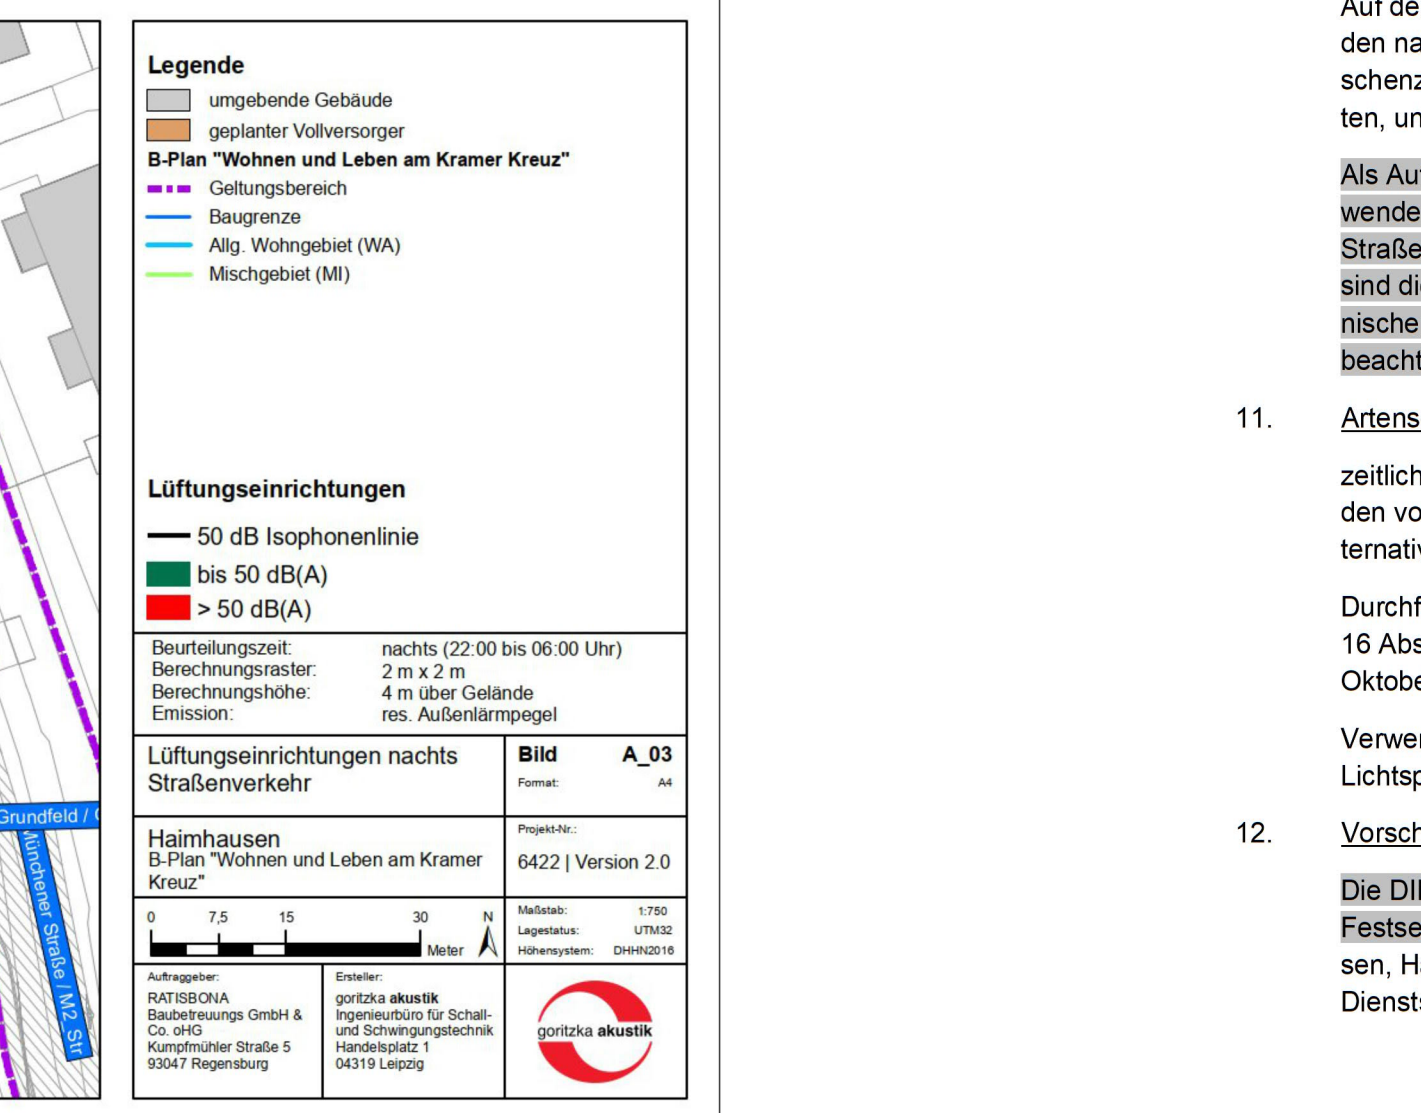 Legende
umgebende Gebäude
geplanter Vollversorger
B-Plan "Wohnen und Leben am Kramer Kreuz"
Geltungsbereich
Baugrenze
Allg. Wohngebiet (WA)
Mischgebiet (MI)
Lüftungseinrichtungen
50 dB Isophonenlinie
bis 50 dB(A)
> 50 dB(A)
Beurteilungszeit: nachts (22:00 bis 06:00 Uhr)
Berechnungsraster: 2 m x 2 m
Berechnungshöhe: 4 m über Gelände
Emission: res. Außenlärmpegel
Lüftungseinrichtungen nachts
Straßenverkehr
Bild A_03
Format: A4
Haimhausen
B-Plan "Wohnen und Leben am Kramer
Kreuz"
Projekt-Nr.:
6422 | Version 2.0
0 7,5 15 30 N
Meter
Maßstab: 1:750
Lagestatus: UTM32
Höhensystem: DHHN2016
Auftraggeber:
RATISBONA
Baubetreuungs GmbH &
Co. oHG
Kumpfmühler Straße 5
93047 Regensburg
Ersteller:
goritzka akustik
Ingenieurbüro für Schall-
und Schwingungstechnik
Handelsplatz 1
04319 Leipzig
goritzka akustik
Grundfeld /
Münchener Straße / M2_Str
Auf de
den na
schenz
ten, un
Als Auf
wende
Straße
sind di
nische
beacht
11. Artens
zeitlich
den vo
ternativ
Durchf
16 Abs
Oktobe
Verwer
Lichtsp
12. Vorsch
Die DI
Festse
sen, Ha
Dienst